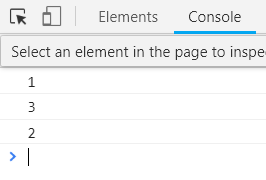 Elements Console
Select an element in the page to inspe
1
3
2